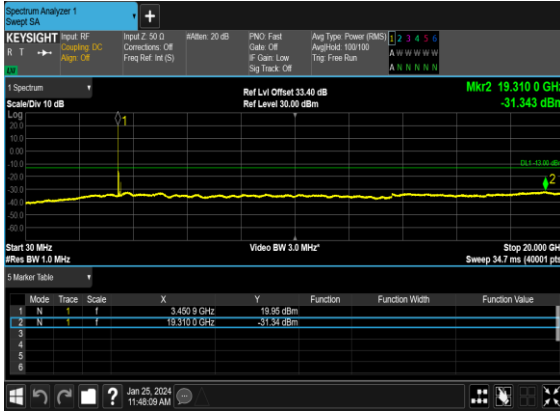 Spectrum Analyzer 1
Swept SA
+
KEYSIGHT Input: RF Input Z: 50 Ω #Atten: 20 dB PNO: Fast Avg Type: Power (RMS) 1 2 3 4 5 6
R T Coupling: DC Corrections: Off Gate: Off Avg|Hold: 100/100 A W W W W W
Align: Off Freq Ref: Int (S) IF Gain: Low Trig: Free Run
Sig Track: Off A N N N N N
1 Spectrum Ref Lvl Offset 33.40 dB Mkr2 19.310 0 GHz
Scale/Div 10 dB Ref Level 30.00 dBm -31.343 dBm
Log
20.0
10.0
0.00
-10.0
-20.0
-30.0
-40.0
-50.0
-60.0
1
DL1 -13.00 dBm
2
Start 30 MHz Video BW 3.0 MHz* Stop 20.000 GHz
#Res BW 1.0 MHz Sweep 34.7 ms (40001 pts)
5 Marker Table
Mode Trace Scale X Y Function Function Width Function Value
1 N 1 f 3.450 9 GHz 19.95 dBm
2 N 1 f 19.310 0 GHz -31.34 dBm
3
4
5
6
? Jan 25, 2024
11:48:09 AM